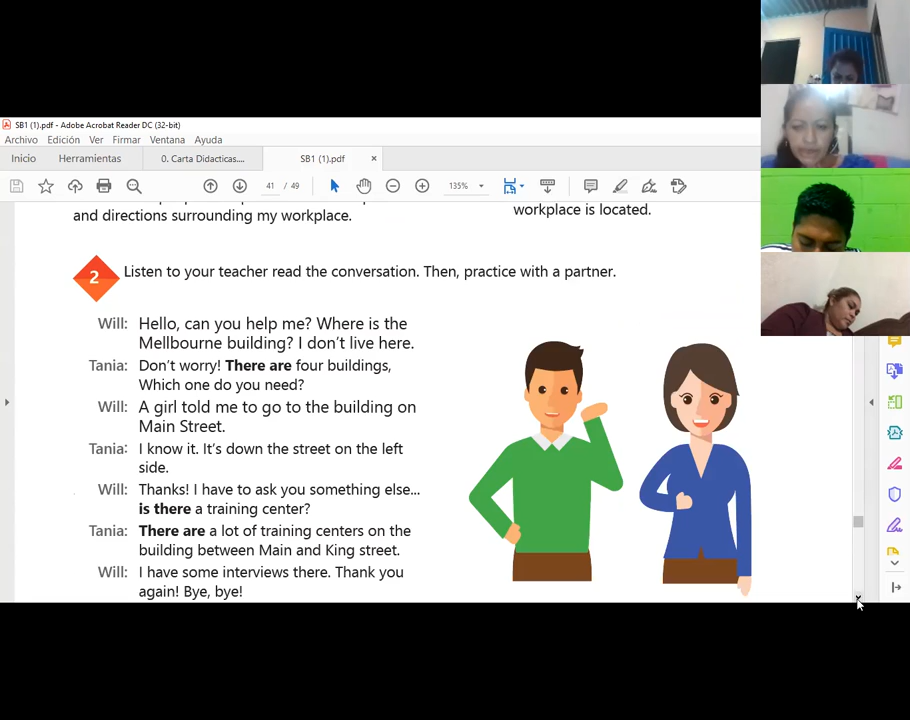 SB1 (1).pdf - Adobe Acrobat Reader DC (32-bit)
Archivo Edición Ver Firmar Ventana Ayuda
Inicio Herramientas 0. Carta Didacticas.... SB1 (1).pdf ×
41 / 49 135%
and directions surrounding my workplace.
workplace is located.
2 Listen to your teacher read the conversation. Then, practice with a partner.
Will: Hello, can you help me? Where is the
Mellbourne building? I don't live here.
Tania: Don't worry! There are four buildings,
Which one do you need?
Will: A girl told me to go to the building on
Main Street.
Tania: I know it. It's down the street on the left
side.
Will: Thanks! I have to ask you something else...
is there a training center?
Tania: There are a lot of training centers on the
building between Main and King street.
Will: I have some interviews there. Thank you
again! Bye, bye!